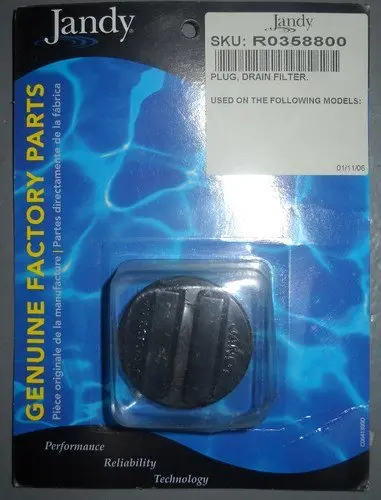 Jandy®
Jandy
SKU: R0358800
PLUG, DRAIN FILTER.
USED ON THE FOLLOWING MODELS:
01/11/06
GENUINE FACTORY PARTS
Pièce originale de la manufacture | Partes directamente de la fábrica
Performance
Reliability
Technology